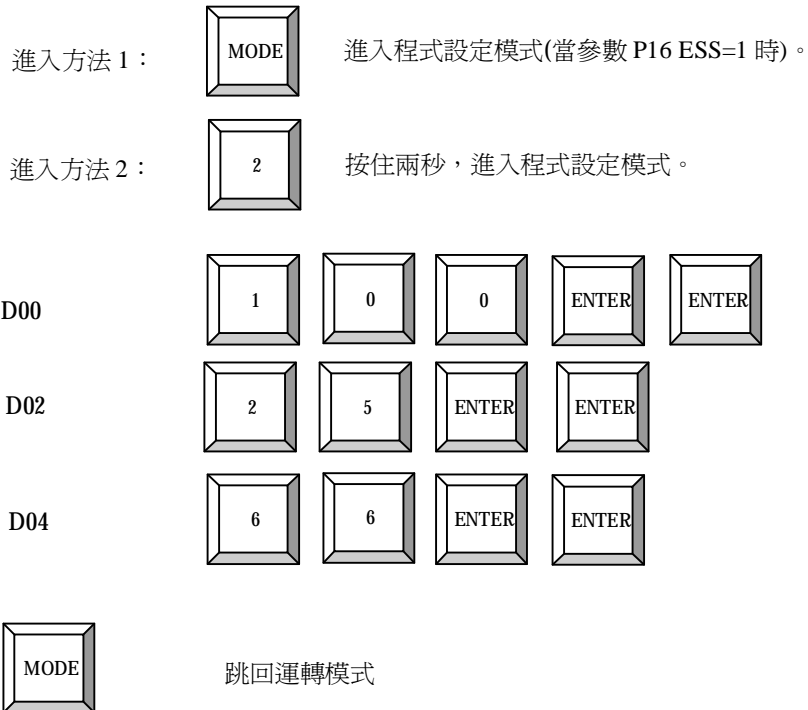 進入方法 1： MODE 進入程式設定模式(當參數 P16 ESS=1 時)。
進入方法 2： 2 按住兩秒，進入程式設定模式。
D00 1 0 0 ENTER ENTER
D02 2 5 ENTER ENTER
D04 6 6 ENTER ENTER
MODE 跳回運轉模式